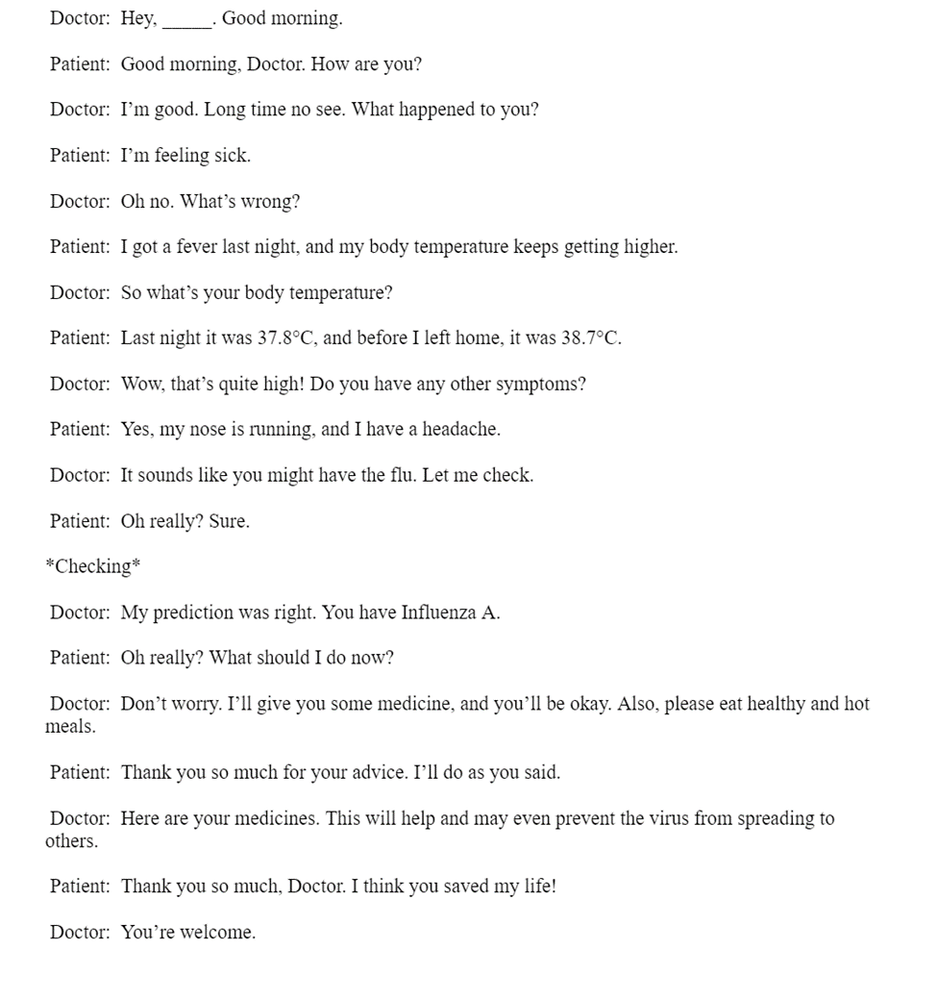 Doctor: Hey, _____. Good morning.
Patient: Good morning, Doctor. How are you?
Doctor: I’m good. Long time no see. What happened to you?
Patient: I’m feeling sick.
Doctor: Oh no. What’s wrong?
Patient: I got a fever last night, and my body temperature keeps getting higher.
Doctor: So what’s your body temperature?
Patient: Last night it was 37.8°C, and before I left home, it was 38.7°C.
Doctor: Wow, that’s quite high! Do you have any other symptoms?
Patient: Yes, my nose is running, and I have a headache.
Doctor: It sounds like you might have the flu. Let me check.
Patient: Oh really? Sure.
*Checking*
Doctor: My prediction was right. You have Influenza A.
Patient: Oh really? What should I do now?
Doctor: Don’t worry. I’ll give you some medicine, and you’ll be okay. Also, please eat healthy and hot
meals.
Patient: Thank you so much for your advice. I’ll do as you said.
Doctor: Here are your medicines. This will help and may even prevent the virus from spreading to
others.
Patient: Thank you so much, Doctor. I think you saved my life!
Doctor: You’re welcome.